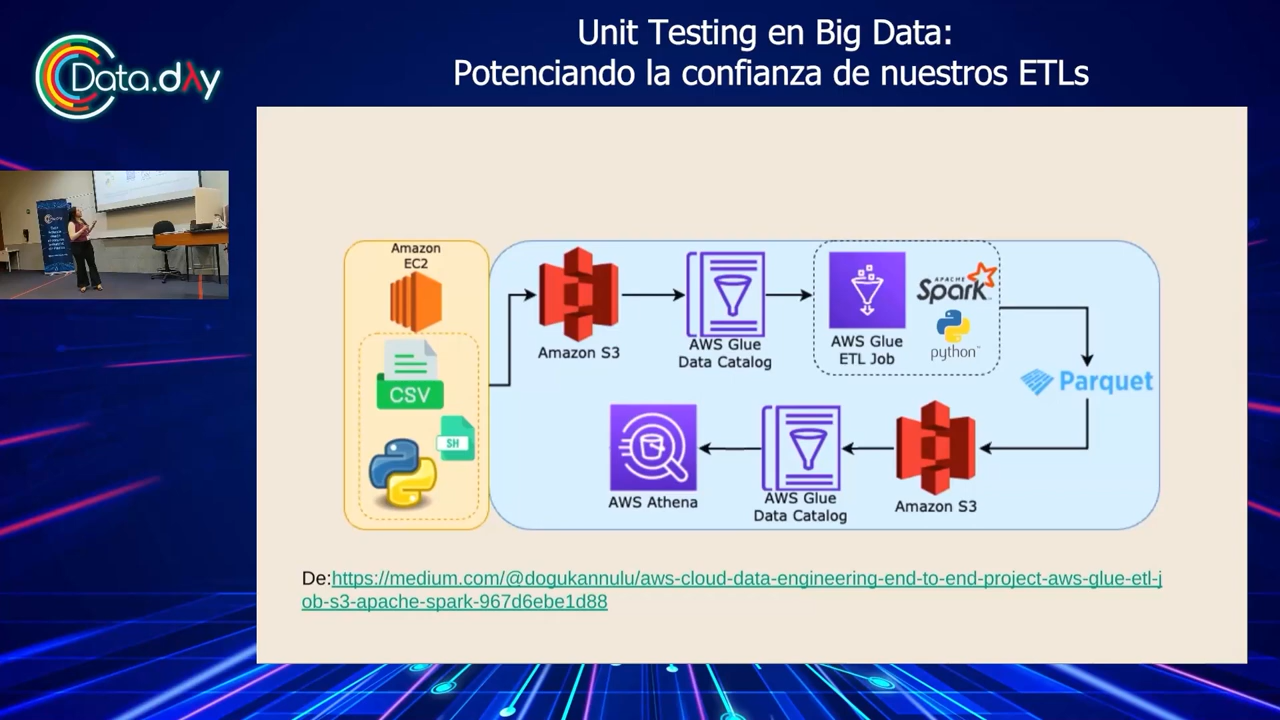 Unit Testing en Big Data:
Potenciando la confianza de nuestros ETLs
Data.day
Amazon
EC2
CSV
SH
Amazon S3
AWS Glue
Data Catalog
AWS Glue
ETL Job
APACHE
Spark
python
Parquet
AWS Athena
AWS Glue
Data Catalog
Amazon S3
De:https://medium.com/@dogukannulu/aws-cloud-data-engineering-end-to-end-project-aws-glue-etl-j
ob-s3-apache-spark-967d6ebe1d88